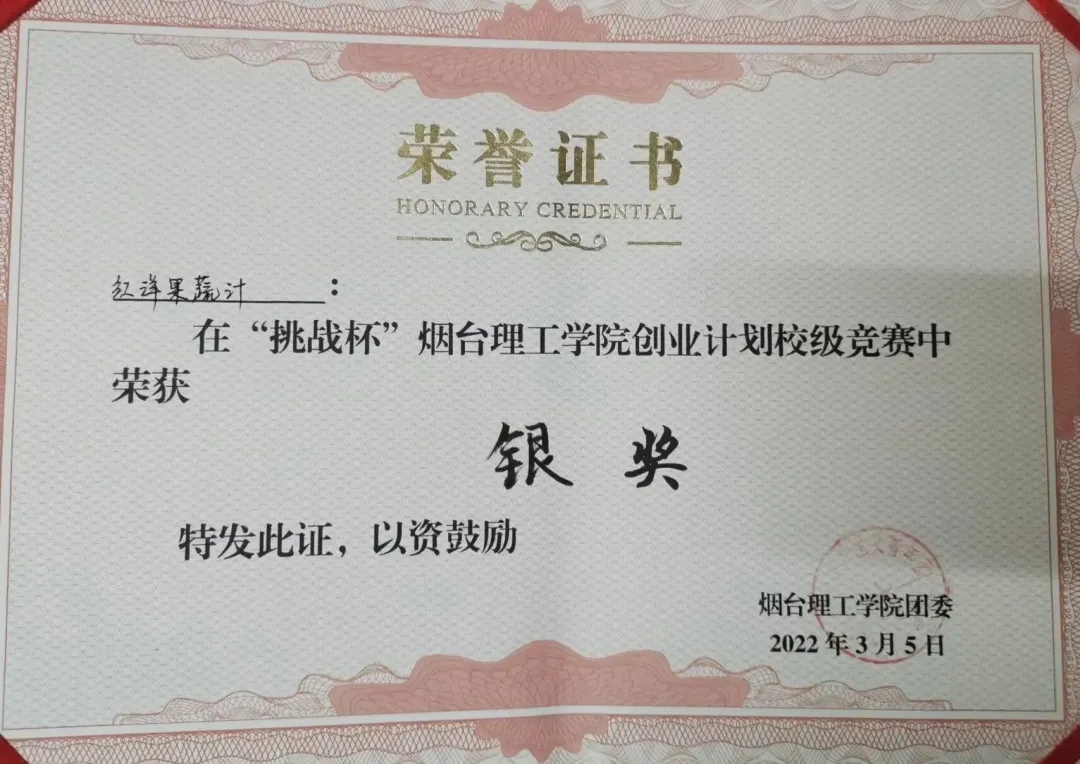 荣誉证书
HONORARY CREDENTIAL
红祥果蔬汁：
在“挑战杯”烟台理工学院创业计划校级竞赛中
荣获
银奖
特发此证，以资鼓励
烟台理工学院团委
2022年3月5日